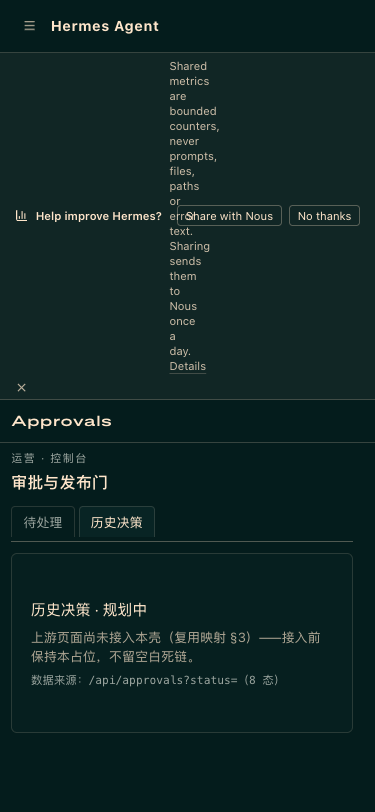 Hermes Agent
Shared
metrics
are
bounded
counters,
never
prompts,
files,
paths
or
error
text.
Sharing
sends
them
to
Nous
once
a
day.
Details
Help improve Hermes?
Share with Nous
No thanks
Approvals
运营 · 控制台
审批与发布门
待处理
历史决策
历史决策 · 规划中
上游页面尚未接入本壳（复用映射 §3）——接入前
保持本占位，不留空白死链。
数据来源：/api/approvals?status=（8 态）